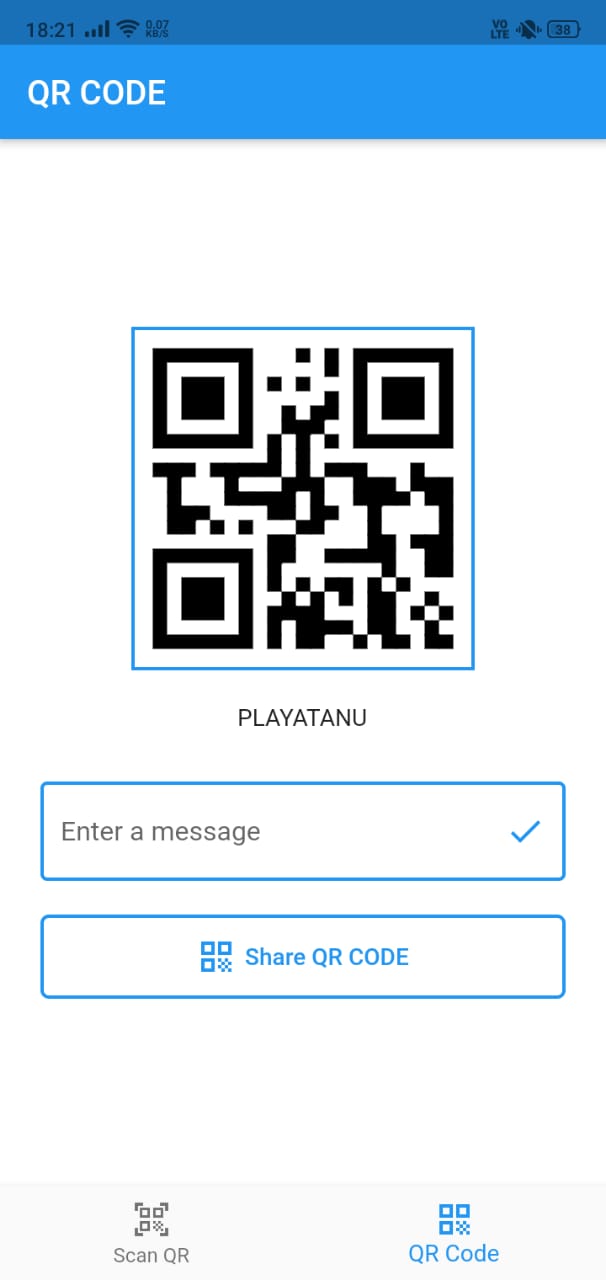 18:21 0.07 KB/S VO LTE 38
QR CODE
PLAYATANU
Enter a message
Share QR CODE
Scan QR
QR Code